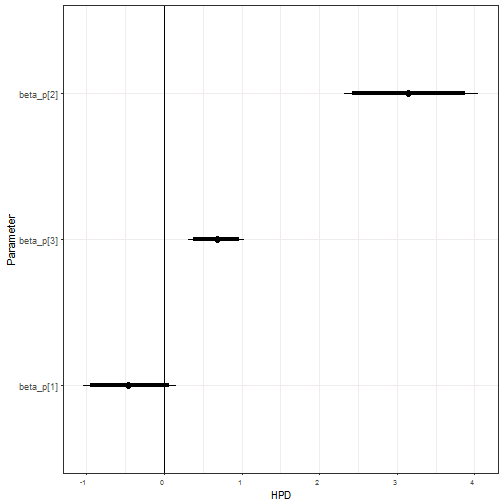 beta_p[2]
beta_p[3]
beta_p[1]
Parameter
-1 0 1 2 3 4
HPD